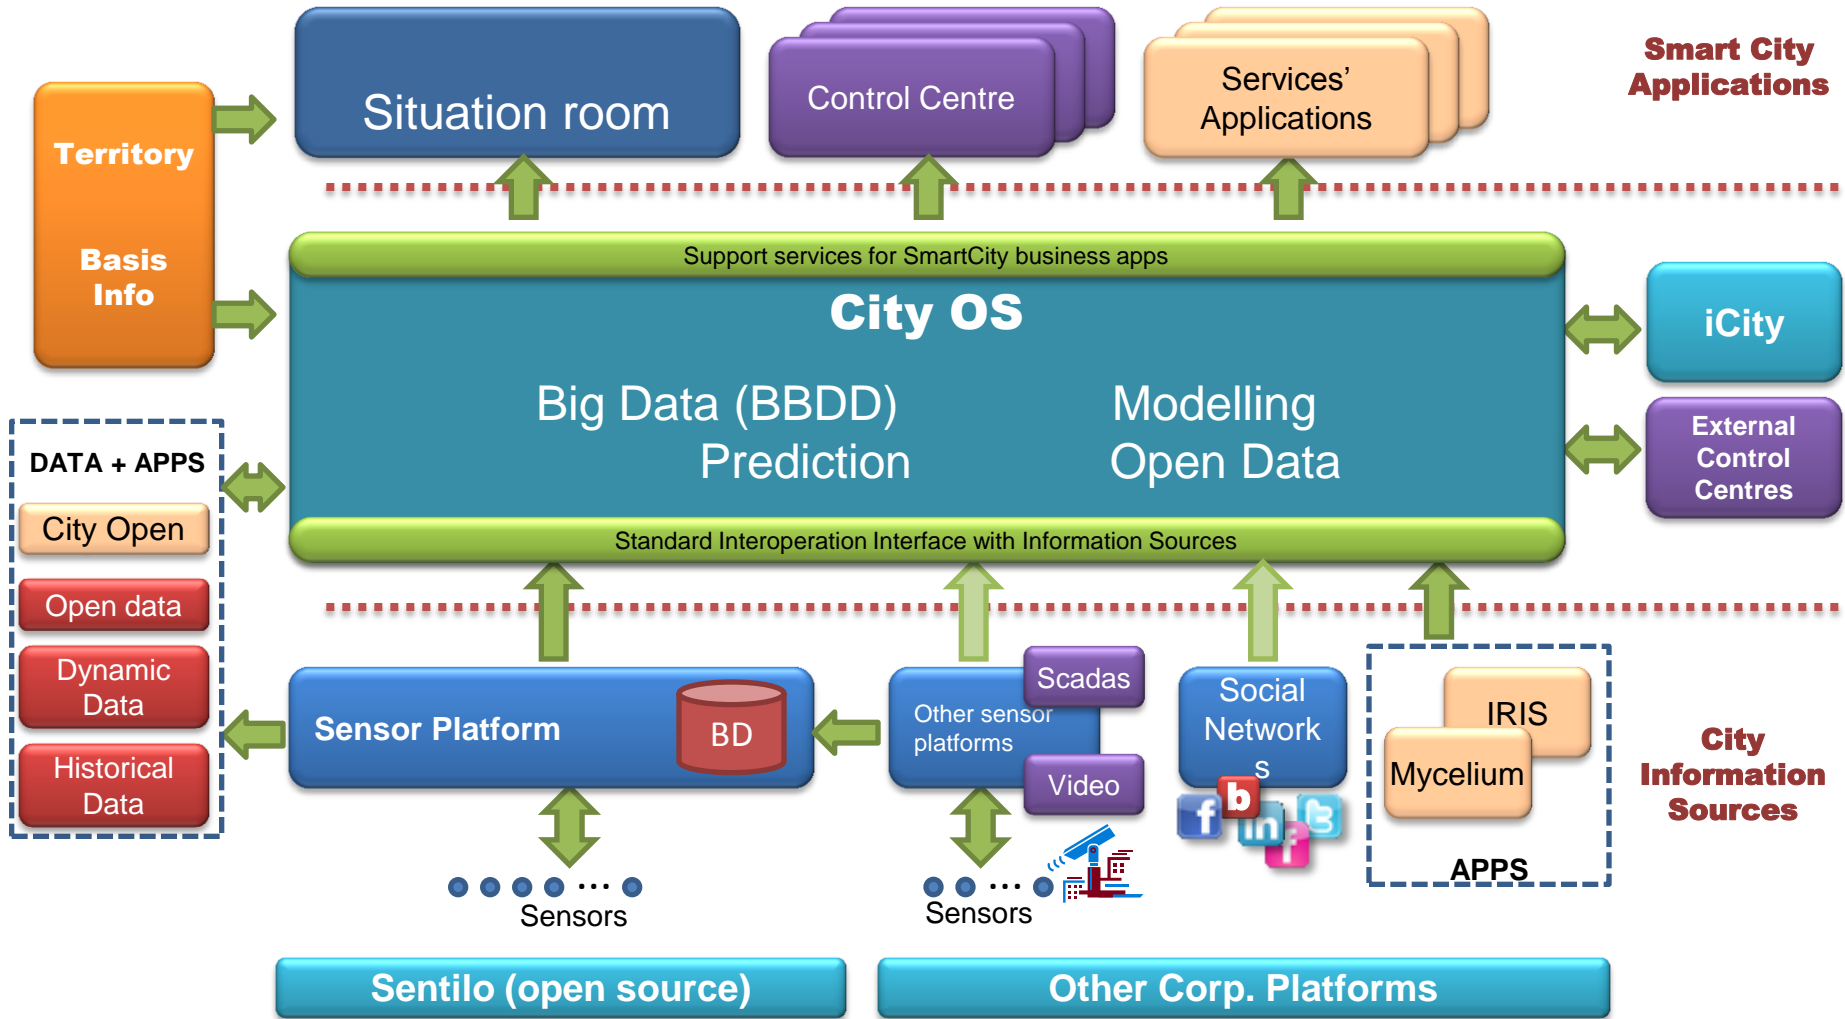 Situation room
Control Centre
Services’
Applications
Smart City
Applications
Territory
Basis
Info
Support services for SmartCity business apps
City OS
Big Data (BBDD)
Modelling
Prediction
Open Data
Standard Interoperation Interface with Information Sources
iCity
External
Control
Centres
DATA + APPS
City Open
Open data
Dynamic
Data
Historical
Data
Sensor Platform
BD
Other sensor
platforms
Scadas
Video
Social
Network
s
f
b
in
f
t
IRIS
Mycelium
APPS
City
Information
Sources
...
Sensors
...
Sensors
Sentilo (open source)
Other Corp. Platforms